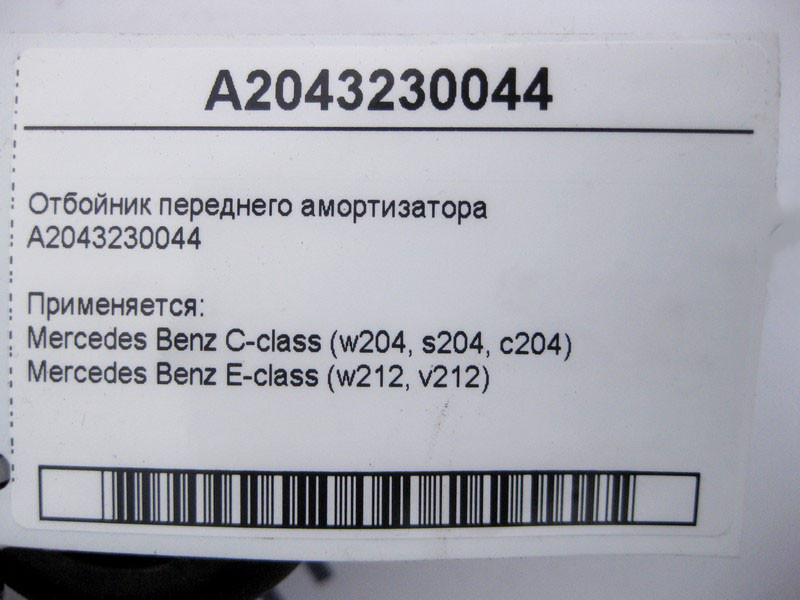 A2043230044
Отбойник переднего амортизатора
A2043230044
Применяется:
Mercedes Benz C-class (w204, s204, c204)
Mercedes Benz E-class (w212, v212)